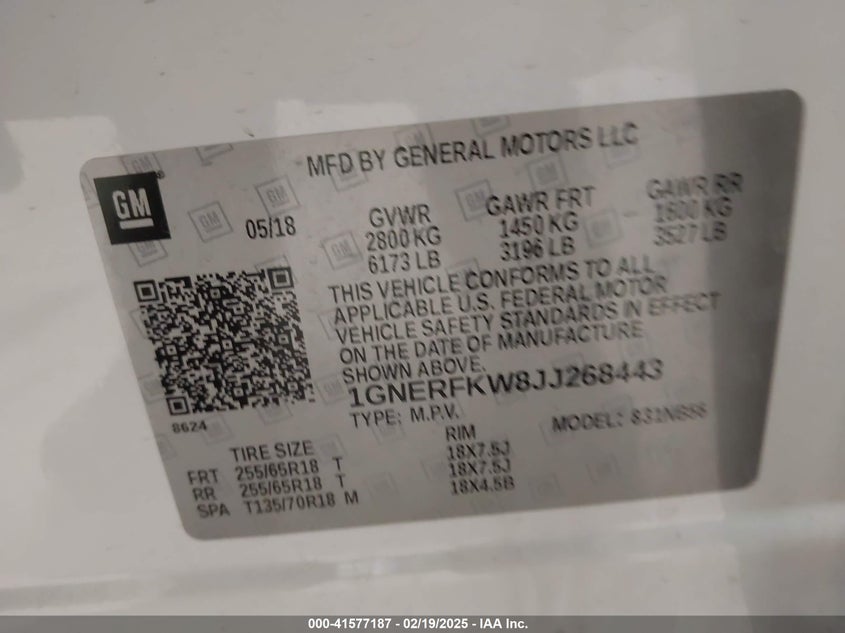 MFD BY GENERAL MOTORS LLC
GM
05/18
GVWR
2800 KG
6173 LB
GAWR FRT
1450 KG
3196 LB
GAWR RR
1600 KG
3527 LB
THIS VEHICLE CONFORMS TO ALL
APPLICABLE U.S. FEDERAL MOTOR
VEHICLE SAFETY STANDARDS IN EFFECT
ON THE DATE OF MANUFACTURE
SHOWN ABOVE.
1GNERFKW8JJ268443
TYPE: M.P.V.
MODEL:
8624
TIRE SIZE
RIM
FRT 255/65R18 T 18X7.5J
RR 255/65R18 T 18X7.5J
SPA T135/70R18 M 18X4.5B
000-41577187 - 02/19/2025 - IAA Inc.